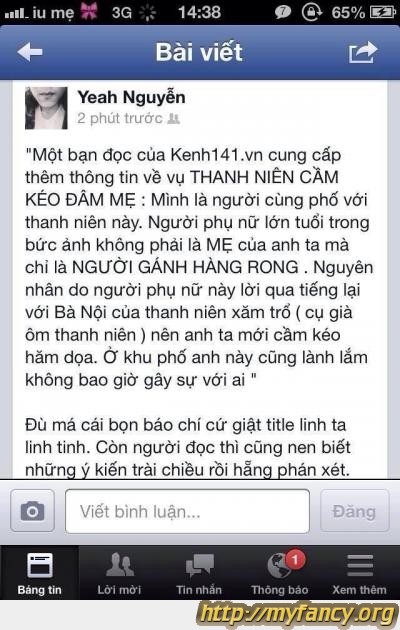 iu mẹ 3G 14:38 7 65%
Bài viết
Yeah Nguyễn
2 phút trước
"Một bạn đọc của Kenh141.vn cung cấp
thêm thông tin về vụ THANH NIÊN CẦM
KÉO ĐÂM MẸ : Mình là người cùng phố với
thanh niên này. Người phụ nữ lớn tuổi trong
bức ảnh không phải là MẸ của anh ta mà
chỉ là NGƯỜI GÁNH HÀNG RONG . Nguyên
nhân do người phụ nữ này lời qua tiếng lại
với Bà Nội của thanh niên xăm trổ ( cụ già
ôm thanh niên ) nên anh ta mới cầm kéo
hăm dọa. Ở khu phố anh này cũng lành lắm
không bao giờ gây sự với ai "
Đù má cái bọn báo chí cứ giật title linh ta
linh tinh. Còn người đọc thì cũng nen biết
những ý kiến trài chiều rồi hẵng phán xét.
Viết bình luận...
Đăng
1
Bảng tin Lời mời Tin nhắn Thông báo Xem thêm
http://myfancy.org